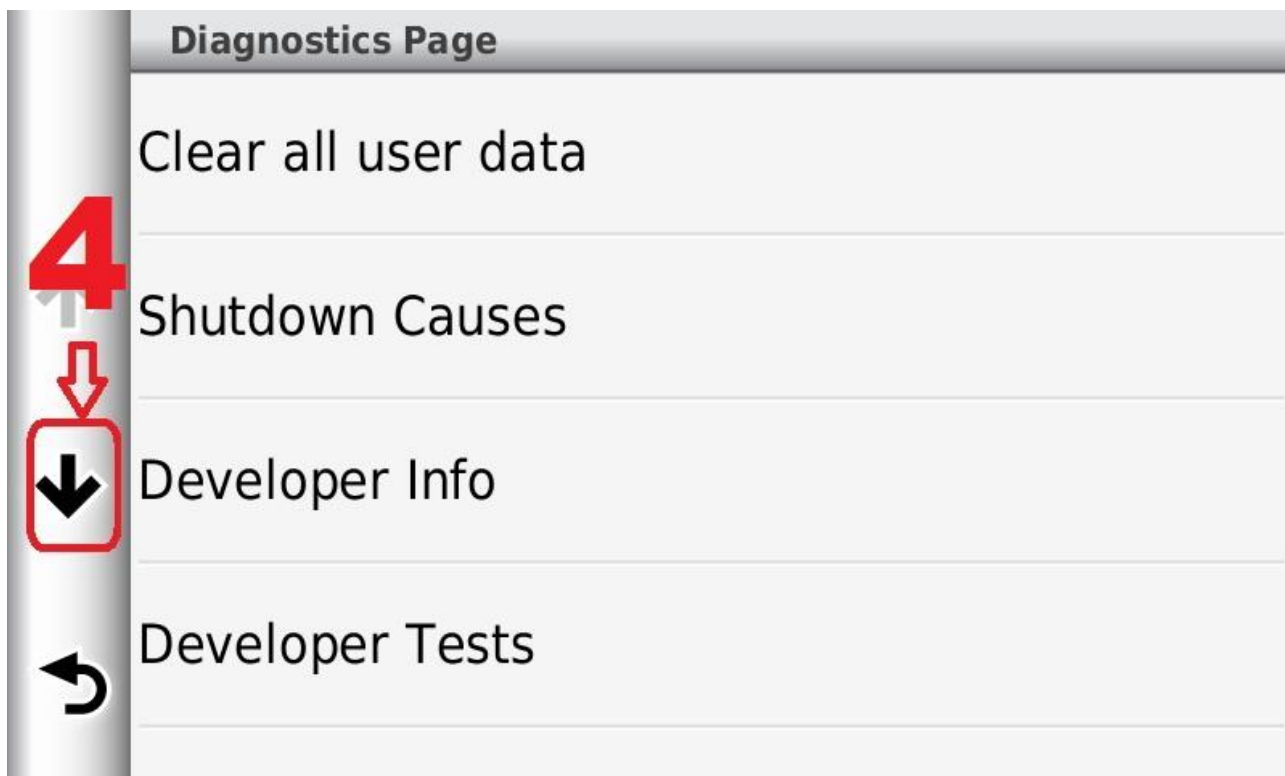 Diagnostics Page
Clear all user data
4
Shutdown Causes
Developer Info
Developer Tests